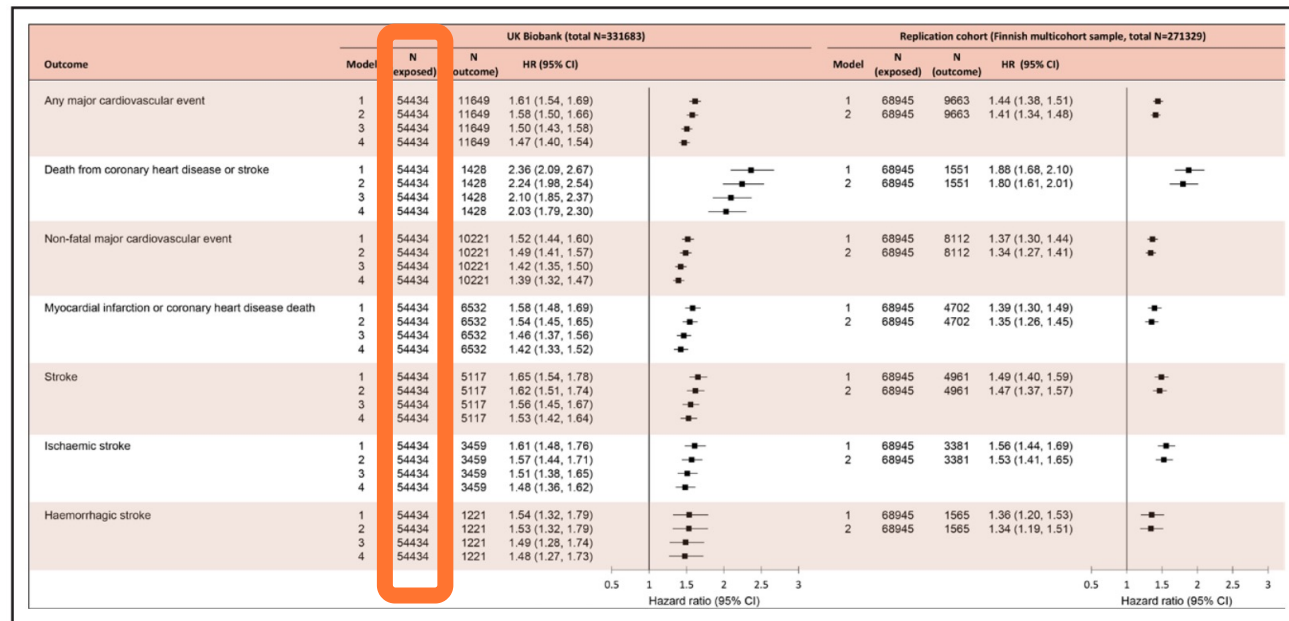 UK Biobank (total N=331683) Replication cohort (Finnish multicohort sample, total N=271329)
Outcome Model N (exposed) N (outcome) HR (95% CI) Model N (exposed) N (outcome) HR (95% CI)
Any major cardiovascular event 1 54434 11649 1.61 (1.54, 1.69) 1 68945 9663 1.44 (1.38, 1.51)
2 54434 11649 1.58 (1.50, 1.66) 2 68945 9663 1.41 (1.34, 1.48)
3 54434 11649 1.50 (1.43, 1.58)
4 54434 11649 1.47 (1.40, 1.54)
Death from coronary heart disease or stroke 1 54434 1428 2.36 (2.09, 2.67) 1 68945 1551 1.88 (1.68, 2.10)
2 54434 1428 2.24 (1.98, 2.54) 2 68945 1551 1.80 (1.61, 2.01)
3 54434 1428 2.10 (1.85, 2.37)
4 54434 1428 2.03 (1.79, 2.30)
Non-fatal major cardiovascular event 1 54434 10221 1.52 (1.44, 1.60) 1 68945 8112 1.37 (1.30, 1.44)
2 54434 10221 1.49 (1.41, 1.57) 2 68945 8112 1.34 (1.27, 1.41)
3 54434 10221 1.42 (1.35, 1.50)
4 54434 10221 1.39 (1.32, 1.47)
Myocardial infarction or coronary heart disease death 1 54434 6532 1.58 (1.48, 1.69) 1 68945 4702 1.39 (1.30, 1.49)
2 54434 6532 1.54 (1.45, 1.65) 2 68945 4702 1.35 (1.26, 1.45)
3 54434 6532 1.46 (1.37, 1.56)
4 54434 6532 1.42 (1.33, 1.52)
Stroke 1 54434 5117 1.65 (1.54, 1.78) 1 68945 4961 1.49 (1.40, 1.59)
2 54434 5117 1.62 (1.51, 1.74) 2 68945 4961 1.47 (1.37, 1.57)
3 54434 5117 1.56 (1.45, 1.67)
4 54434 5117 1.53 (1.42, 1.64)
Ischaemic stroke 1 54434 3459 1.61 (1.48, 1.76) 1 68945 3381 1.56 (1.44, 1.69)
2 54434 3459 1.57 (1.44, 1.71) 2 68945 3381 1.53 (1.41, 1.65)
3 54434 3459 1.51 (1.38, 1.65)
4 54434 3459 1.48 (1.36, 1.62)
Haemorrhagic stroke 1 54434 1221 1.54 (1.32, 1.79) 1 68945 1565 1.36 (1.20, 1.53)
2 54434 1221 1.53 (1.32, 1.79) 2 68945 1565 1.34 (1.19, 1.51)
3 54434 1221 1.49 (1.28, 1.74)
4 54434 1221 1.48 (1.27, 1.73)
0.5 1 1.5 2 2.5 3 0.5 1 1.5 2 2.5 3
Hazard ratio (95% CI) Hazard ratio (95% CI)